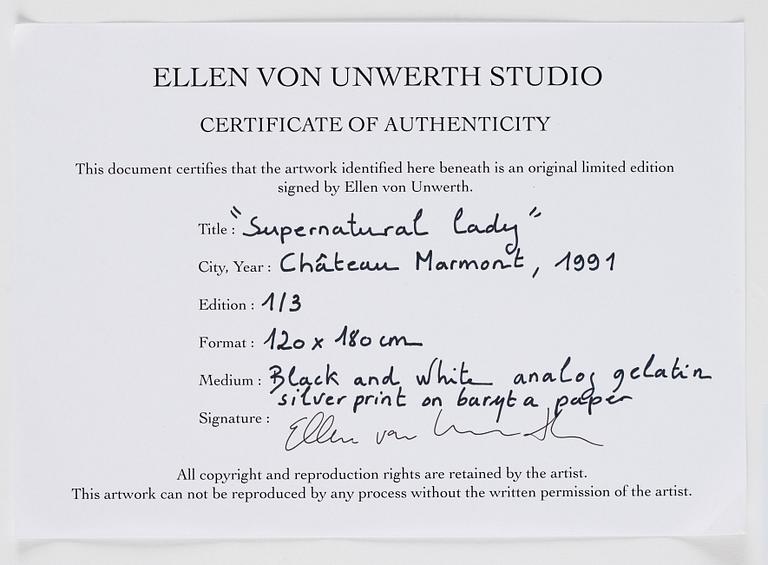 ELLEN VON UNWERTH STUDIO
CERTIFICATE OF AUTHENTICITY
This document certifies that the artwork identified here beneath is an original limited edition
signed by Ellen von Unwerth.
Title : "Supernatural lady"
City, Year : Château Marmont, 1991
Edition : 1/3
Format : 120 x 180 cm
Medium : Black and white analog gelatin
silver print on baryta paper
Signature : Ellen von Unwerth
All copyright and reproduction rights are retained by the artist.
This artwork can not be reproduced by any process without the written permission of the artist.